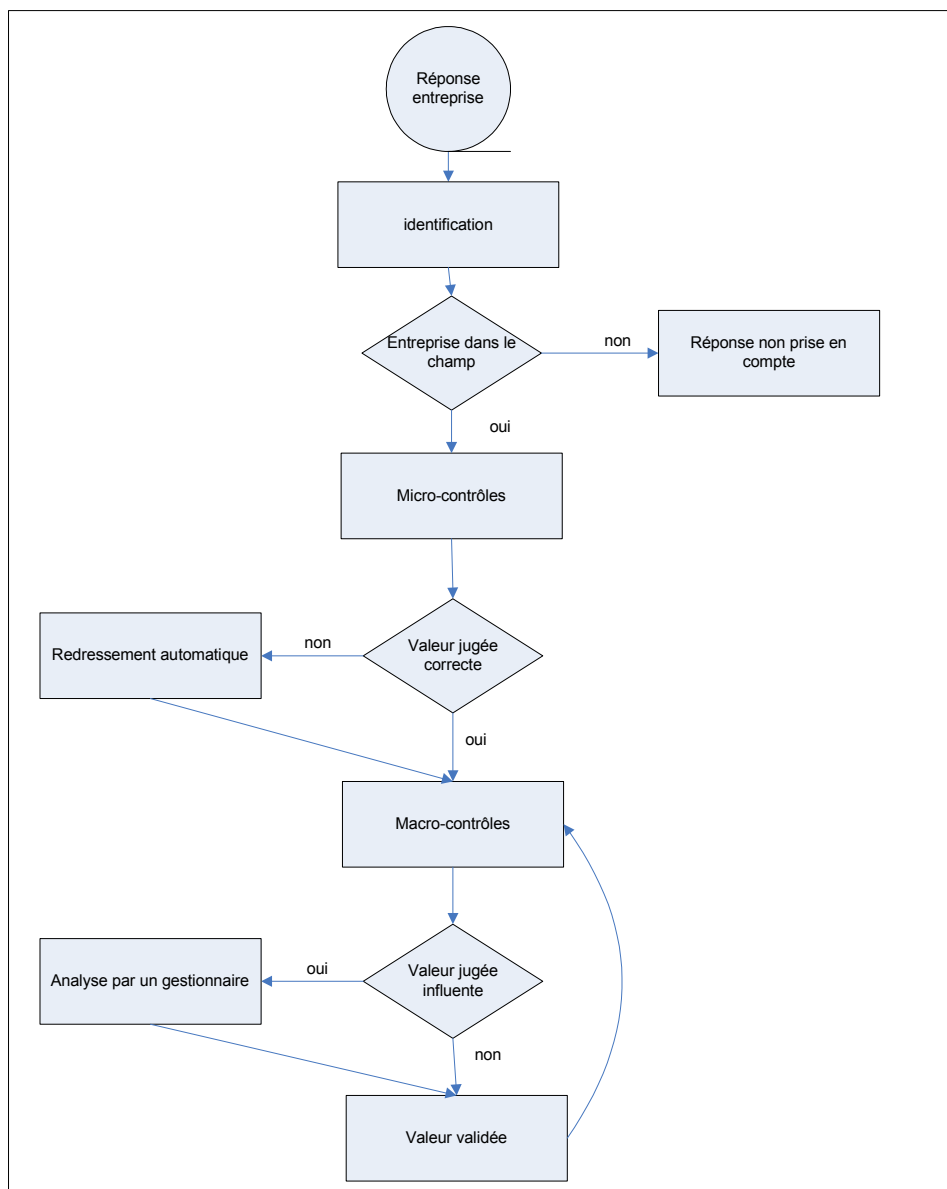 Réponse
entreprise
identification
Entreprise dans le
champ
non
Réponse non prise en
compte
oui
Micro-contrôles
Redressement automatique
non
Valeur jugée
correcte
oui
Macro-contrôles
Analyse par un gestionnaire
oui
Valeur jugée
influente
non
Valeur validée